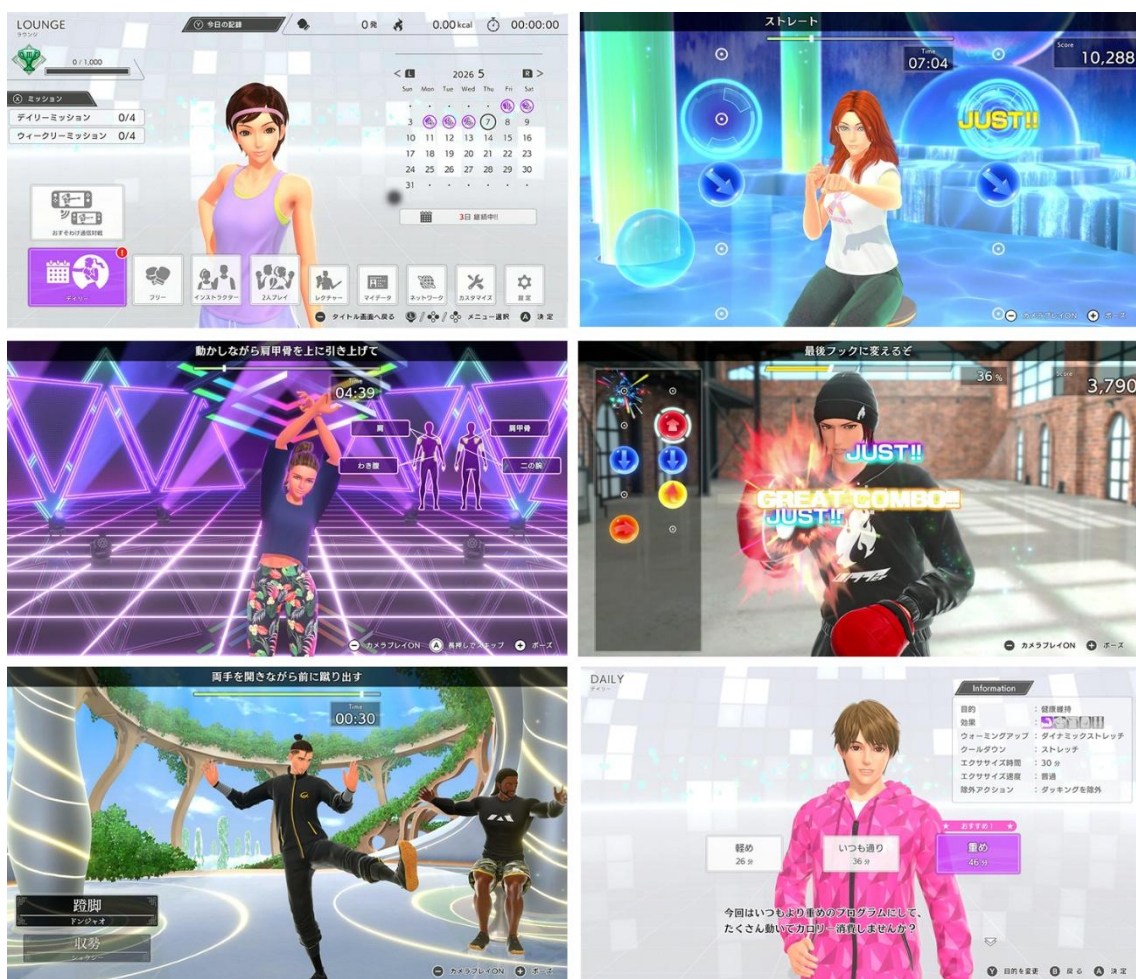 LOUNGE
ラウンジ
Ⓨ 今日の記録
0 発
0.00 kcal
00:00:00
0 / 1,000
Ⓧ ミッション
デイリーミッション 0/4
ウィークリーミッション 0/4
< L 2026 5 R >
Sun Mon Tue Wed Thu Fri Sat
3 7 8 9
10 11 12 13 14 15 16
17 18 19 20 21 22 23
24 25 26 27 28 29 30
31
3日 継続中!!
おすそわけ通信対戦
デイリー
フリー
インストラクター
2人プレイ
レクチャー
マイデータ
ネットワーク
カスタマイズ
設定
タイトル画面へ戻る
メニュー選択
A 決定
ストレート
Time
07:04
Score
10,288
JUST!!
カメラプレイON
ポーズ
動かしながら肩甲骨を上に引き上げて
Time
04:39
肩
肩甲骨
わき腹
二の腕
カメラプレイON
A 長押しでスキップ
ポーズ
最後フックに変えるぞ
36 %
Score
3,790
JUST!!
GREAT COMBO!!
JUST!!
カメラプレイON
ポーズ
両手を開きながら前に蹴り出す
Time
00:30
蹬脚
ドンジャオ
収勢
カメラプレイON
ポーズ
DAILY
デイリー
Information
目的 : 健康維持
効果 :
ウォーミングアップ : ダイナミックストレッチ
クールダウン : ストレッチ
エクササイズ時間 : 30 分
エクササイズ速度 : 普通
除外アクション : ダッキングを除外
おすすめ!
軽め
26 分
いつも通り
36 分
重め
46 分
今回はいつもより重めのプログラムにして、
たくさん動いてカロリー消費しませんか?
Y 目的を変更
B 戻る
A 決定